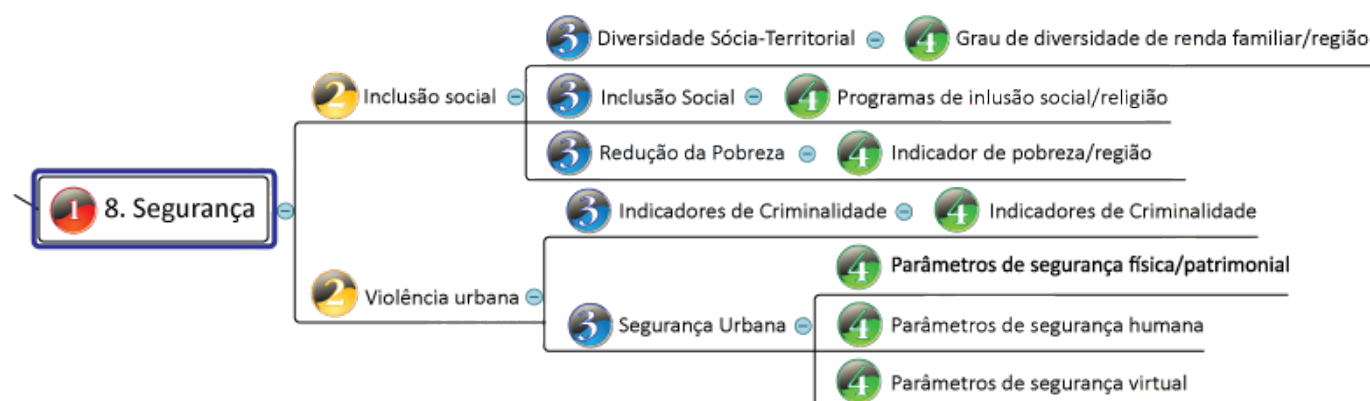 3 Diversidade Sócia-Territorial 4 Grau de diversidade de renda familiar/região
2 Inclusão social 3 Inclusão Social 4 Programas de inlusão social/religião
3 Redução da Pobreza 4 Indicador de pobreza/região
1 8. Segurança
3 Indicadores de Criminalidade 4 Indicadores de Criminalidade
4 Parâmetros de segurança física/patrimonial
2 Violência urbana
3 Segurança Urbana 4 Parâmetros de segurança humana
4 Parâmetros de segurança virtual